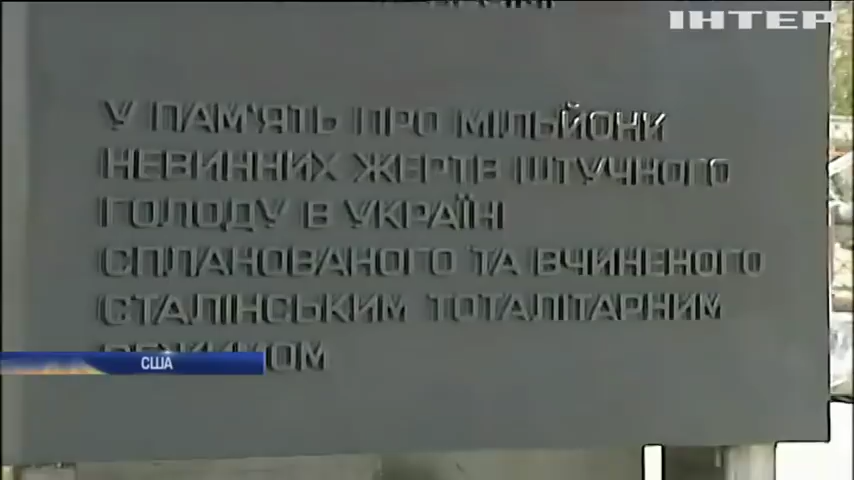 ІНТЕР
У ПАМ'ЯТЬ ПРО МІЛЬЙОНИ
НЕВИННИХ ЖЕРТВ ШТУЧНОГО
ГОЛОДУ В УКРАЇНІ
СПЛАНОВАНОГО ТА ВЧИНЕНОГО
СТАЛІНСЬКИМ ТОТАЛІТАРНИМ
США